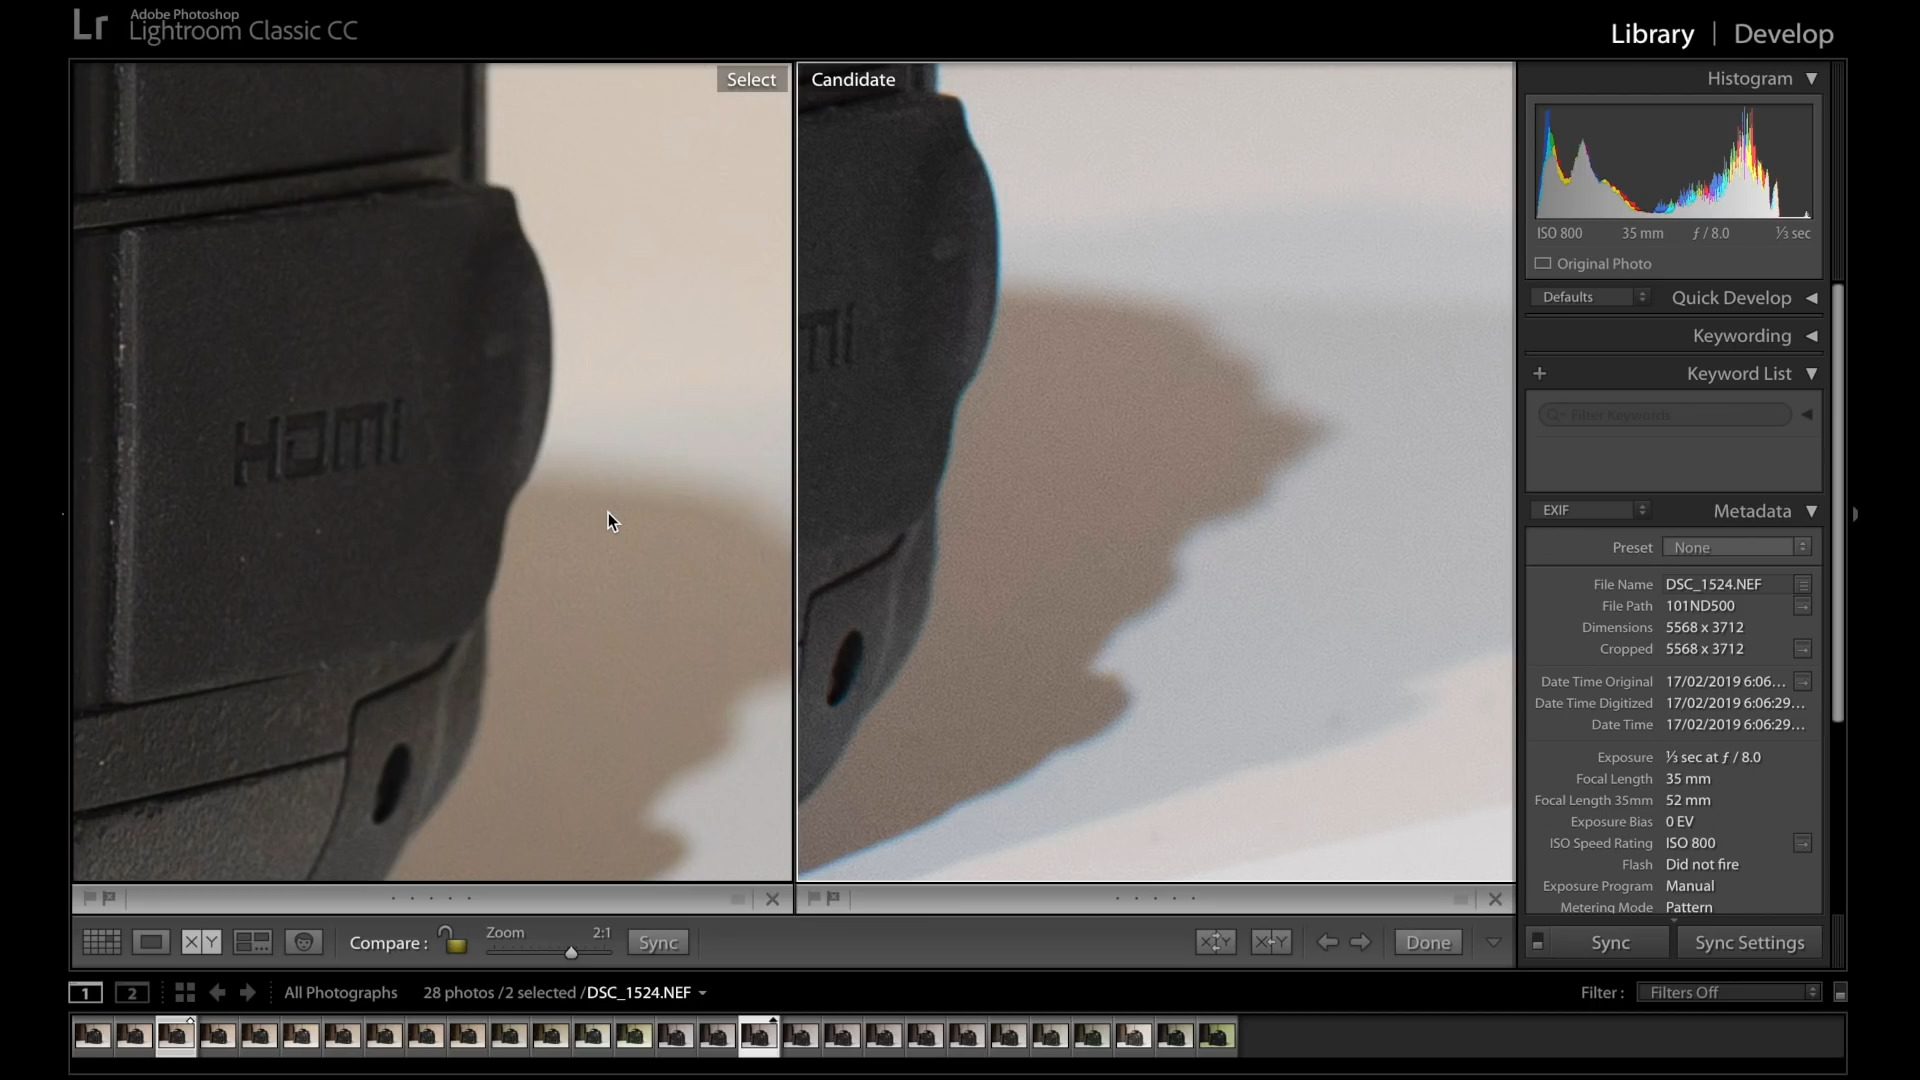 Lr Adobe Photoshop
Lightroom Classic CC
Library | Develop
Select
Candidate
HDMI
MI
Histogram
ISO 800 35 mm ƒ / 8.0 ⅓ sec
Original Photo
Defaults Quick Develop
Keywording
+ Keyword List
Filter Keywords
EXIF Metadata
Preset None
File Name DSC_1524.NEF
File Path 101ND500
Dimensions 5568 x 3712
Cropped 5568 x 3712
Date Time Original 17/02/2019 6:06...
Date Time Digitized 17/02/2019 6:06:29...
Date Time 17/02/2019 6:06:29...
Exposure ⅓ sec at ƒ / 8.0
Focal Length 35 mm
Focal Length 35mm 52 mm
Exposure Bias 0 EV
ISO Speed Rating ISO 800
Flash Did not fire
Exposure Program Manual
Metering Mode Pattern
X Y Compare : Zoom 2:1 Sync
X Y X Y Done
Sync Sync Settings
1 2 All Photographs 28 photos /2 selected /DSC_1524.NEF
Filter : Filters Off